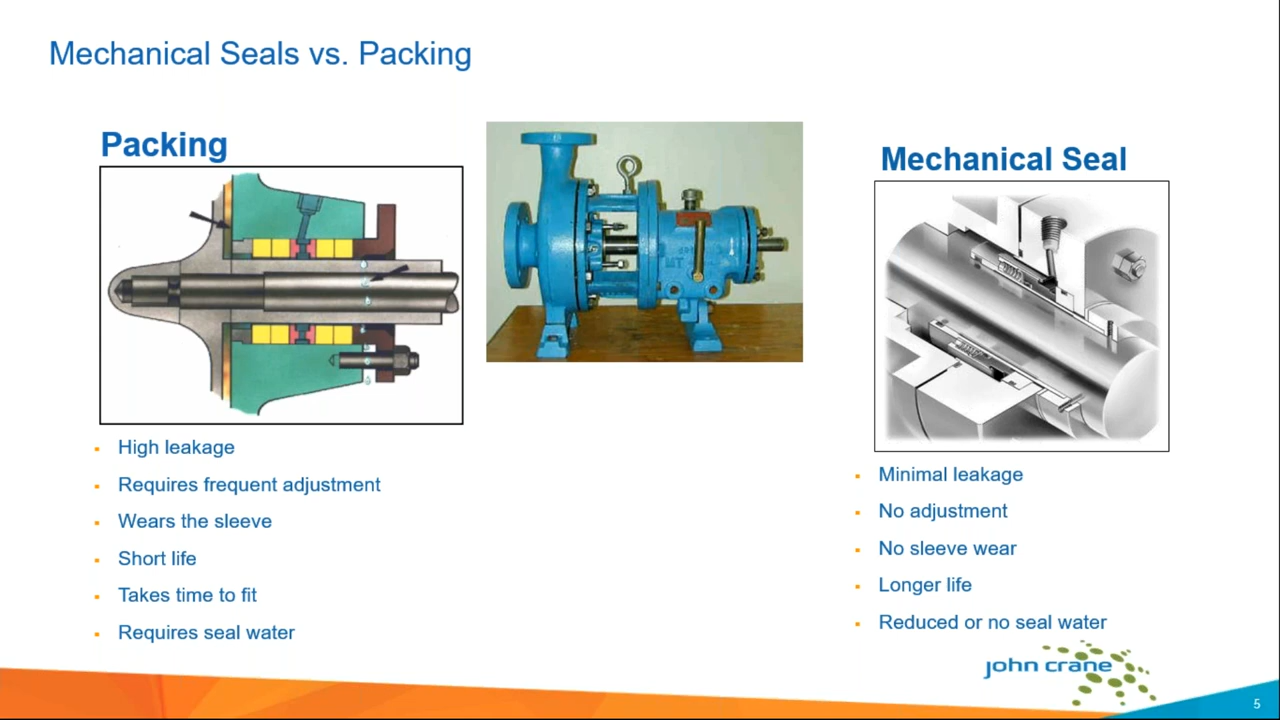 Mechanical Seals vs. Packing
Packing
High leakage
Requires frequent adjustment
Wears the sleeve
Short life
Takes time to fit
Requires seal water
Mechanical Seal
Minimal leakage
No adjustment
No sleeve wear
Longer life
Reduced or no seal water
john crane
5